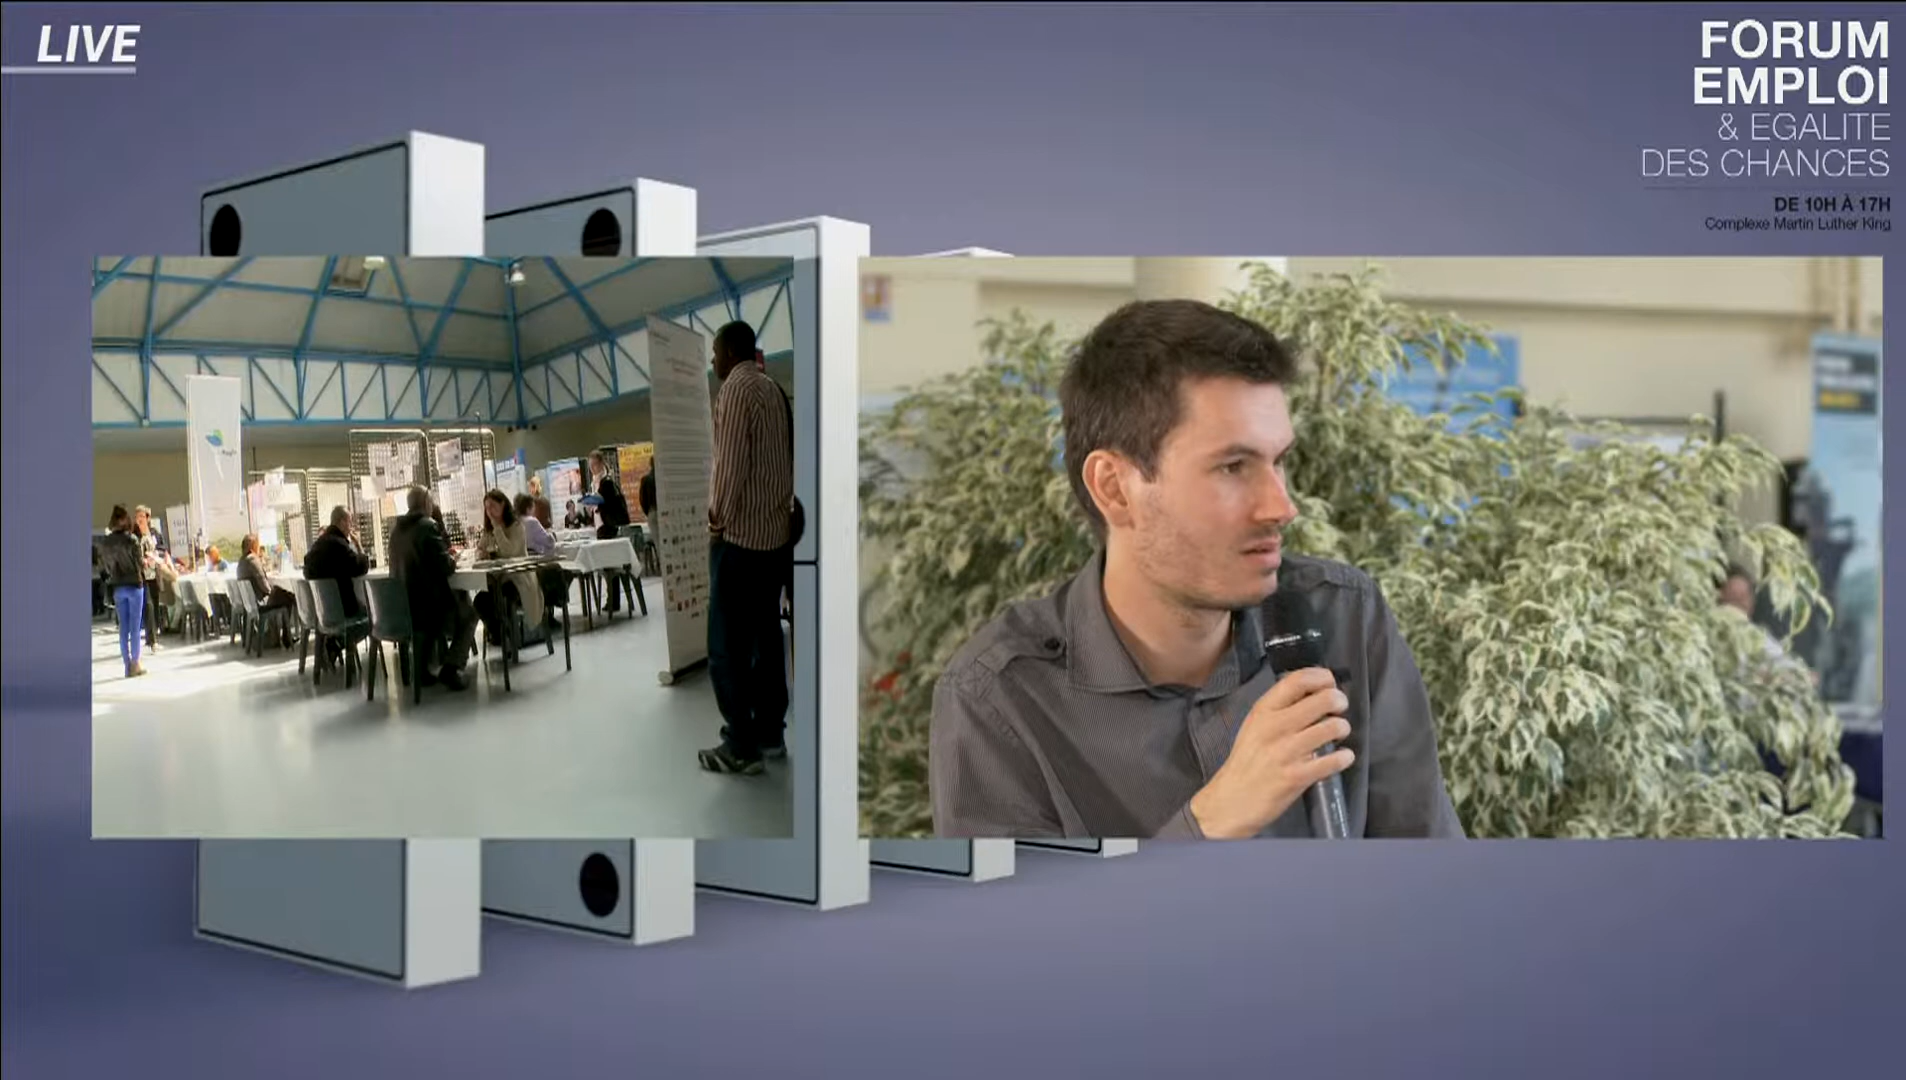 LIVE
FORUM
EMPLOI
& EGALITE
DES CHANCES
DE 10H À 17H
Complexe Martin Luther King